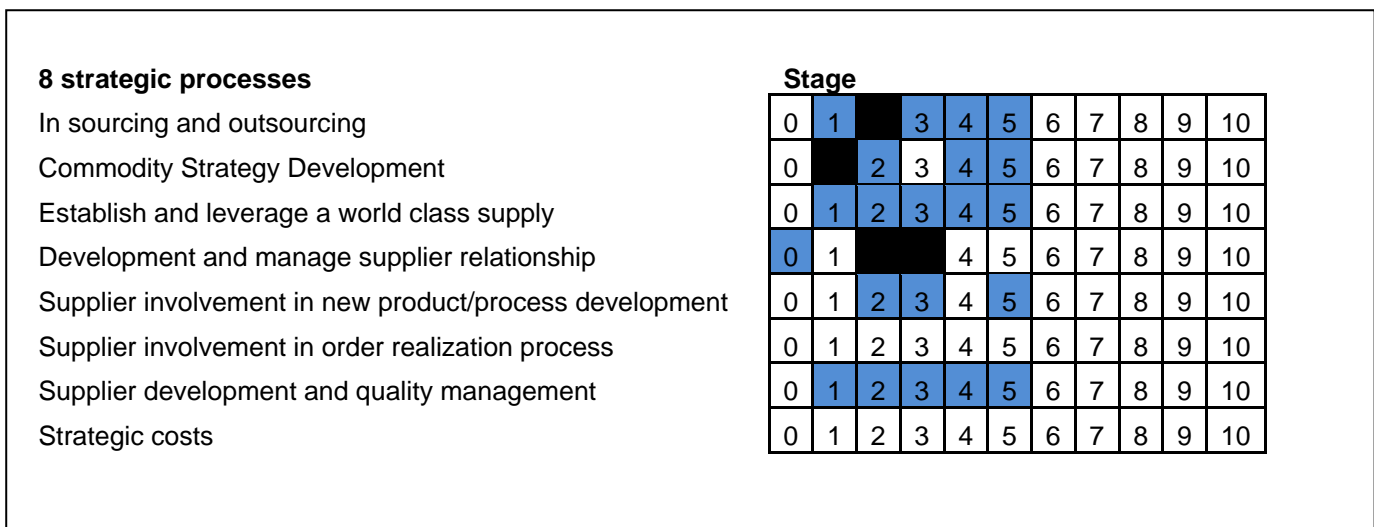 8 strategic processes Stage
In sourcing and outsourcing 0 1 3 4 5 6 7 8 9 10
Commodity Strategy Development 0 2 3 4 5 6 7 8 9 10
Establish and leverage a world class supply 0 1 2 3 4 5 6 7 8 9 10
Development and manage supplier relationship 0 1 4 5 6 7 8 9 10
Supplier involvement in new product/process development 0 1 2 3 4 5 6 7 8 9 10
Supplier involvement in order realization process 0 1 2 3 4 5 6 7 8 9 10
Supplier development and quality management 0 1 2 3 4 5 6 7 8 9 10
Strategic costs 0 1 2 3 4 5 6 7 8 9 10